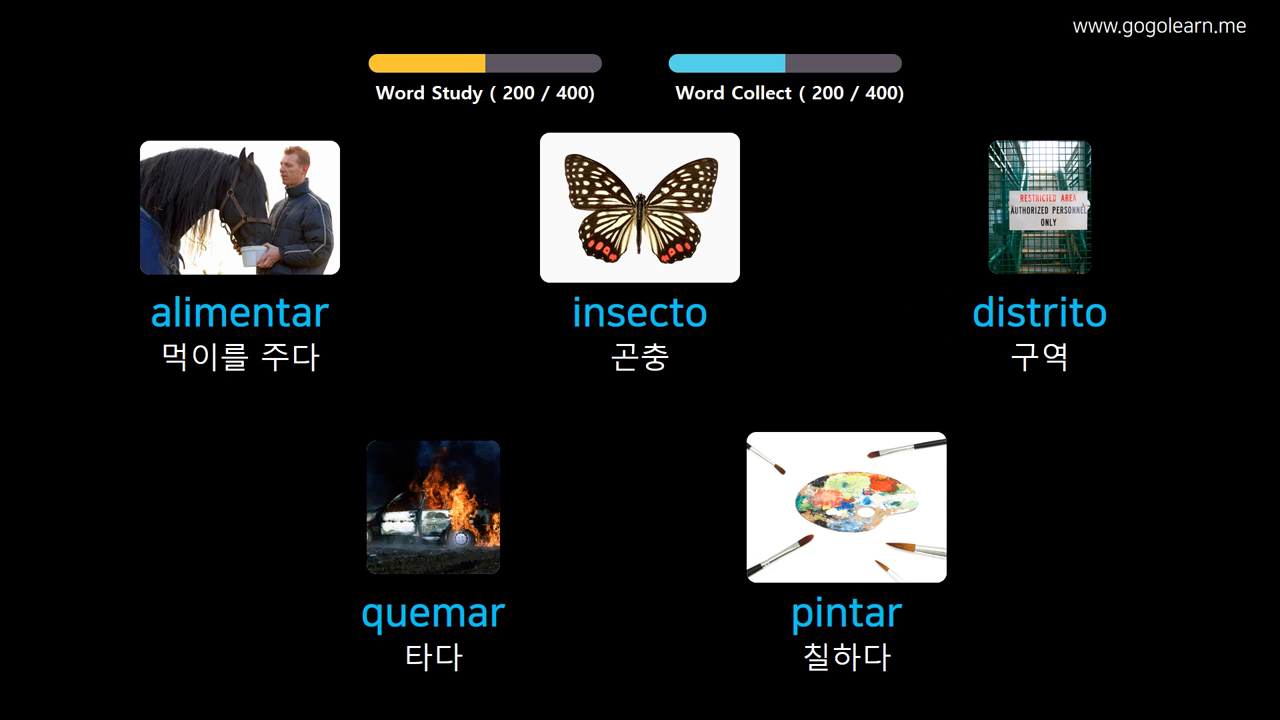 www.gogolearn.me
Word Study ( 200 / 400)
Word Collect ( 200 / 400)
RESTRICTED AREA
AUTHORIZED PERSONNEL
ONLY
alimentar
먹이를 주다
insecto
곤충
distrito
구역
quemar
타다
pintar
칠하다